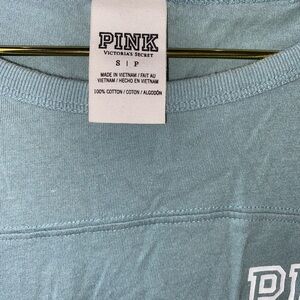 PINK
VICTORIA'S SECRET
S | P
MADE IN VIETNAM / FAIT AU
VIETNAM / HECHO EN VIETNAM
100% COTTON / COTON / ALGODÓN